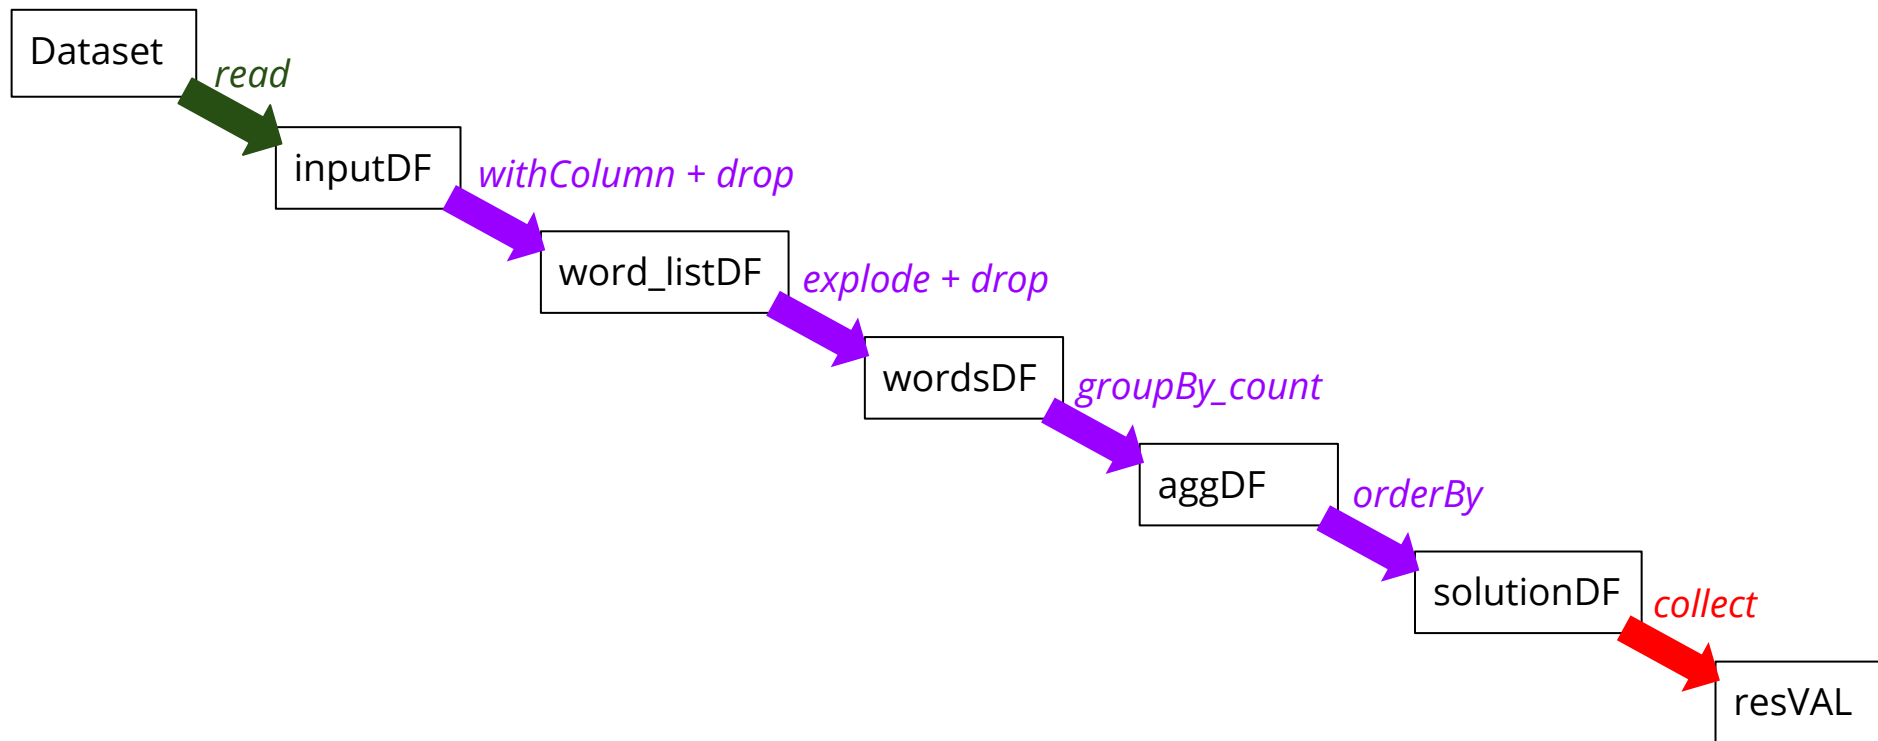 Dataset
read
inputDF
withColumn + drop
word_listDF
explode + drop
wordsDF
groupBy_count
aggDF
orderBy
solutionDF
collect
resVAL